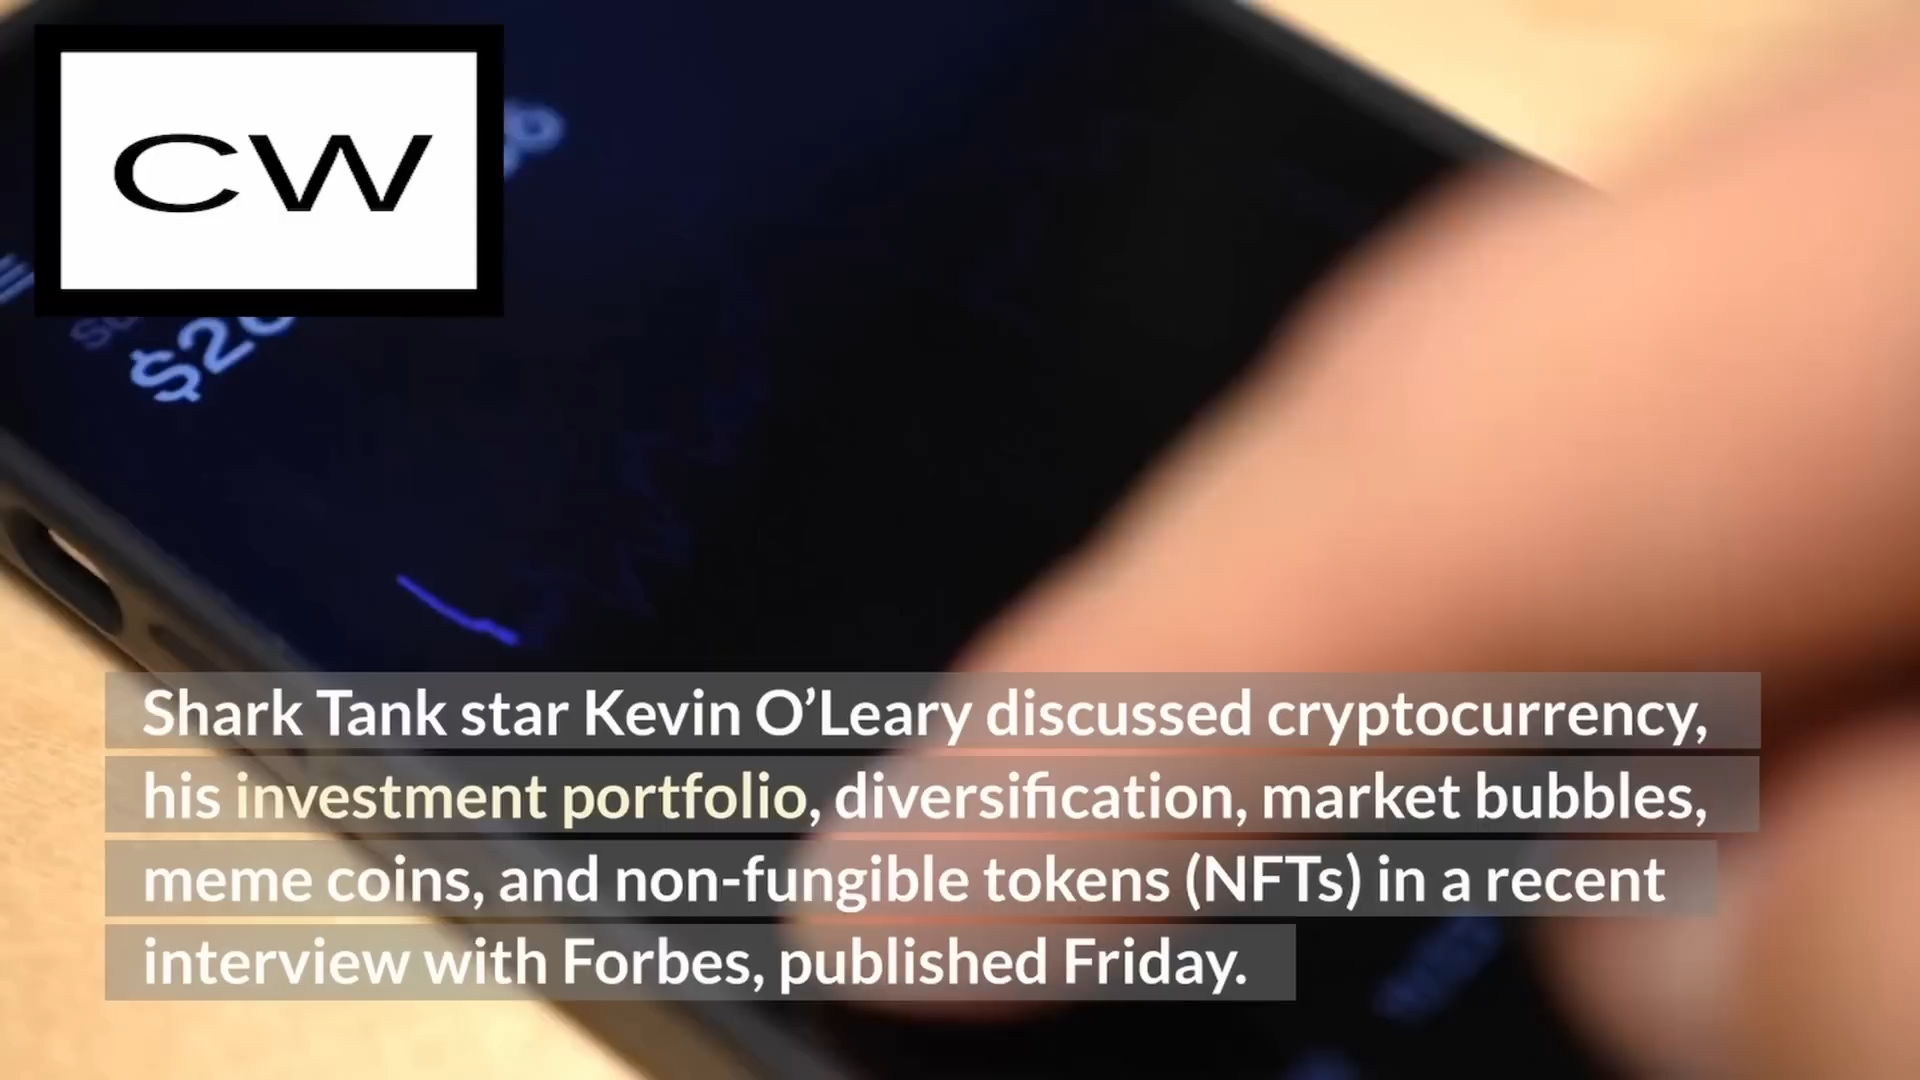 CW
$20
Shark Tank star Kevin O’Leary discussed cryptocurrency,
his investment portfolio, diversification, market bubbles,
meme coins, and non-fungible tokens (NFTs) in a recent
interview with Forbes, published Friday.